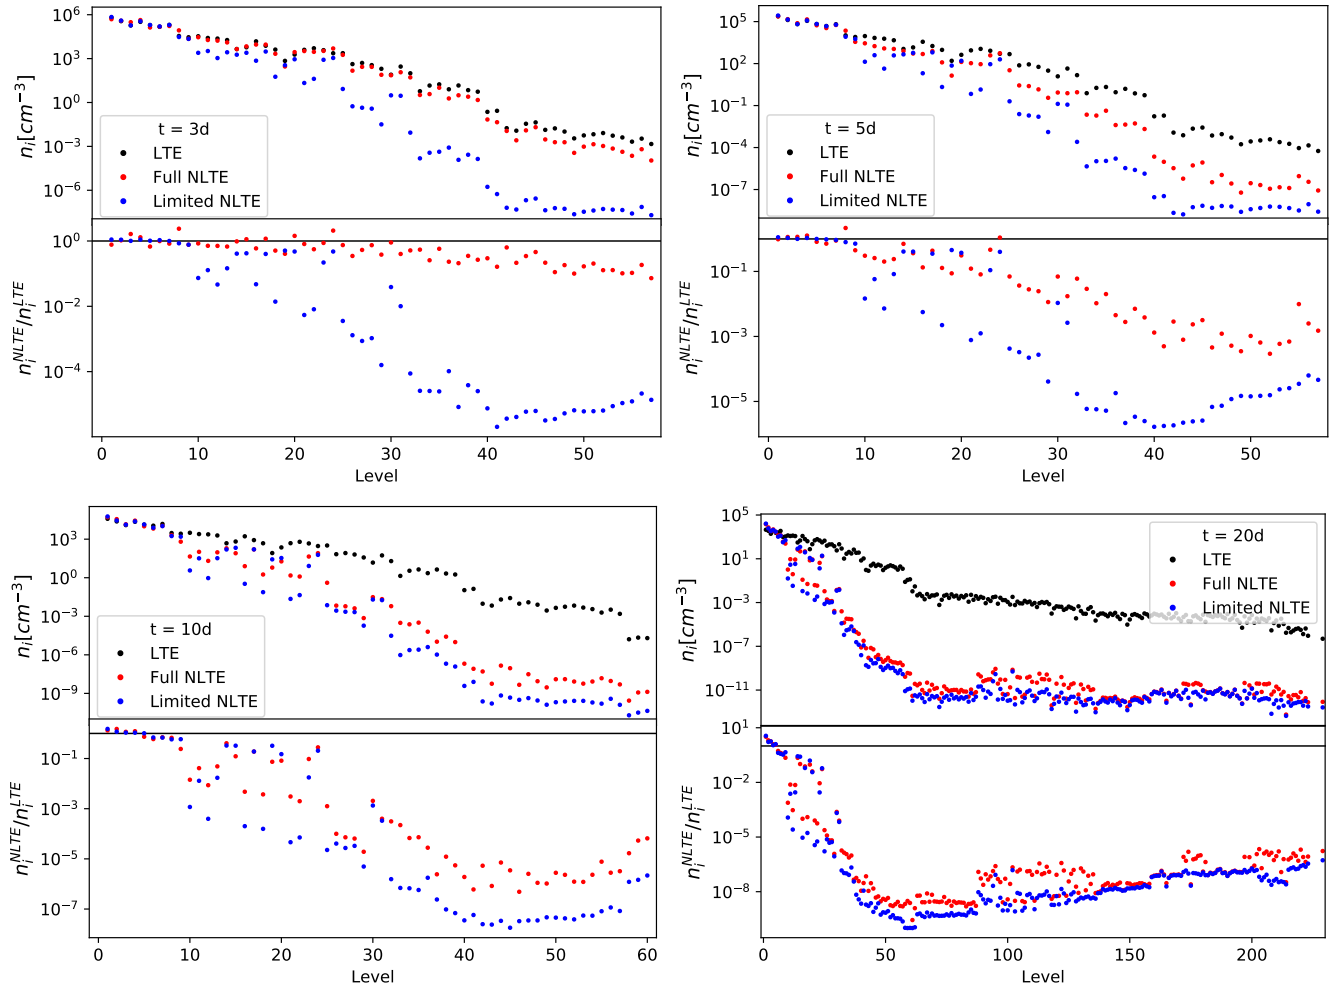 10^6
10^3
10^0
10^{-3}
10^{-6}
n_i[cm^{-3}]
t = 3d
LTE
Full NLTE
Limited NLTE
10^0
10^{-2}
10^{-4}
n_i^{NLTE}/n_i^{LTE}
0 10 20 30 40 50
Level
10^5
10^2
10^{-1}
10^{-4}
10^{-7}
n_i[cm^{-3}]
t = 5d
LTE
Full NLTE
Limited NLTE
10^{-1}
10^{-3}
10^{-5}
n_i^{NLTE}/n_i^{LTE}
0 10 20 30 40 50
Level
10^3
10^0
10^{-3}
10^{-6}
10^{-9}
n_i[cm^{-3}]
t = 10d
LTE
Full NLTE
Limited NLTE
10^{-1}
10^{-3}
10^{-5}
10^{-7}
n_i^{NLTE}/n_i^{LTE}
0 10 20 30 40 50 60
Level
10^5
10^1
10^{-3}
10^{-7}
10^{-11}
n_i[cm^{-3}]
t = 20d
LTE
Full NLTE
Limited NLTE
10^1
10^{-2}
10^{-5}
10^{-8}
n_i^{NLTE}/n_i^{LTE}
0 50 100 150 200
Level